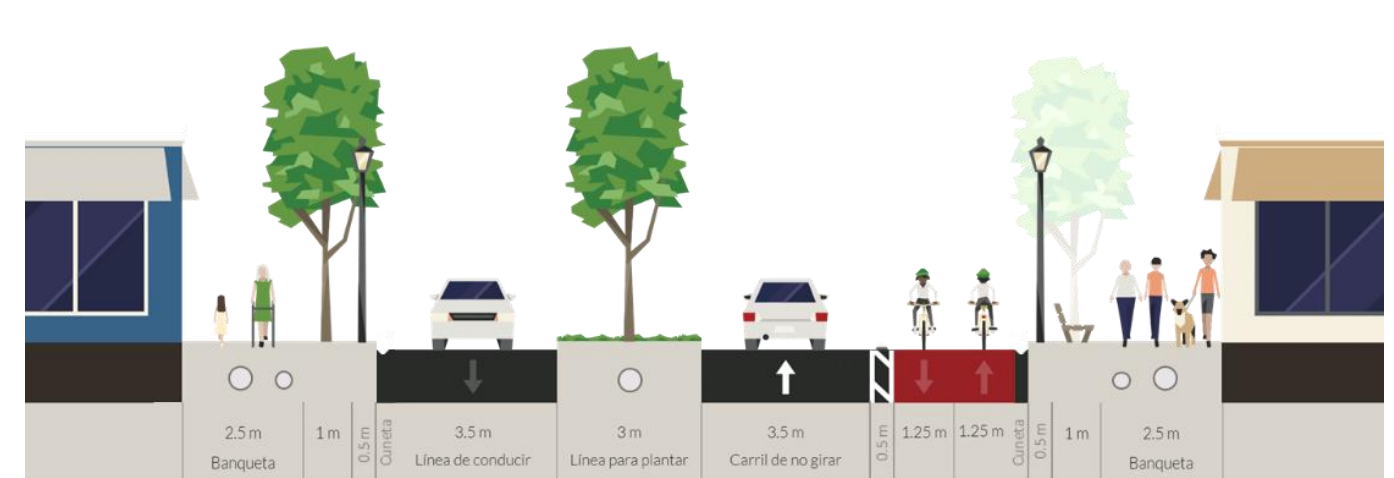 2.5 m
Banqueta
1 m
0.5 m
Cuneta
3.5 m
Línea de conducir
3 m
Línea para plantar
3.5 m
Carril de no girar
0.5 m
1.25 m
1.25 m
Cuneta
0.5 m
1 m
2.5 m
Banqueta